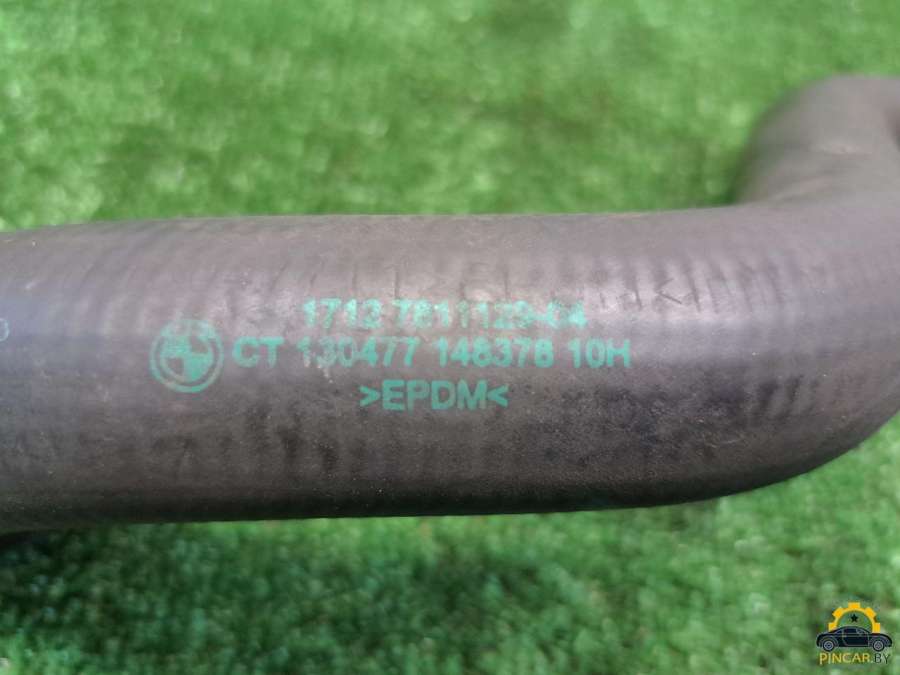 1712 7811129-04
CT 130477 148378 10H
>EPDM<
PINCAR.BY